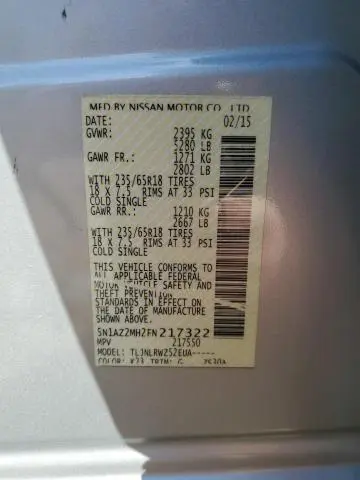 MFD BY NISSAN MOTOR CO., LTD.
DATE: 02/15
GVWR: 2395 KG
5280 LB
GAWR FR.: 1271 KG
2802 LB
WITH 235/65R18 TIRES
18 X 7.5 RIMS AT 33 PSI
COLD SINGLE
GAWR RR.: 1210 KG
2667 LB
WITH 235/65R18 TIRES
18 X 7.5 RIMS AT 33 PSI
COLD SINGLE
THIS VEHICLE CONFORMS TO
ALL APPLICABLE FEDERAL
MOTOR VEHICLE SAFETY AND
THEFT PREVENTION
STANDARDS IN EFFECT ON
THE DATE OF MANUFACTURE
SHOWN ABOVE.
5N1AZ2MH2FN217322
MPV 217550
MODEL: TLJNLRWZ52EUA-----
COLOR: K23 TRIM: G